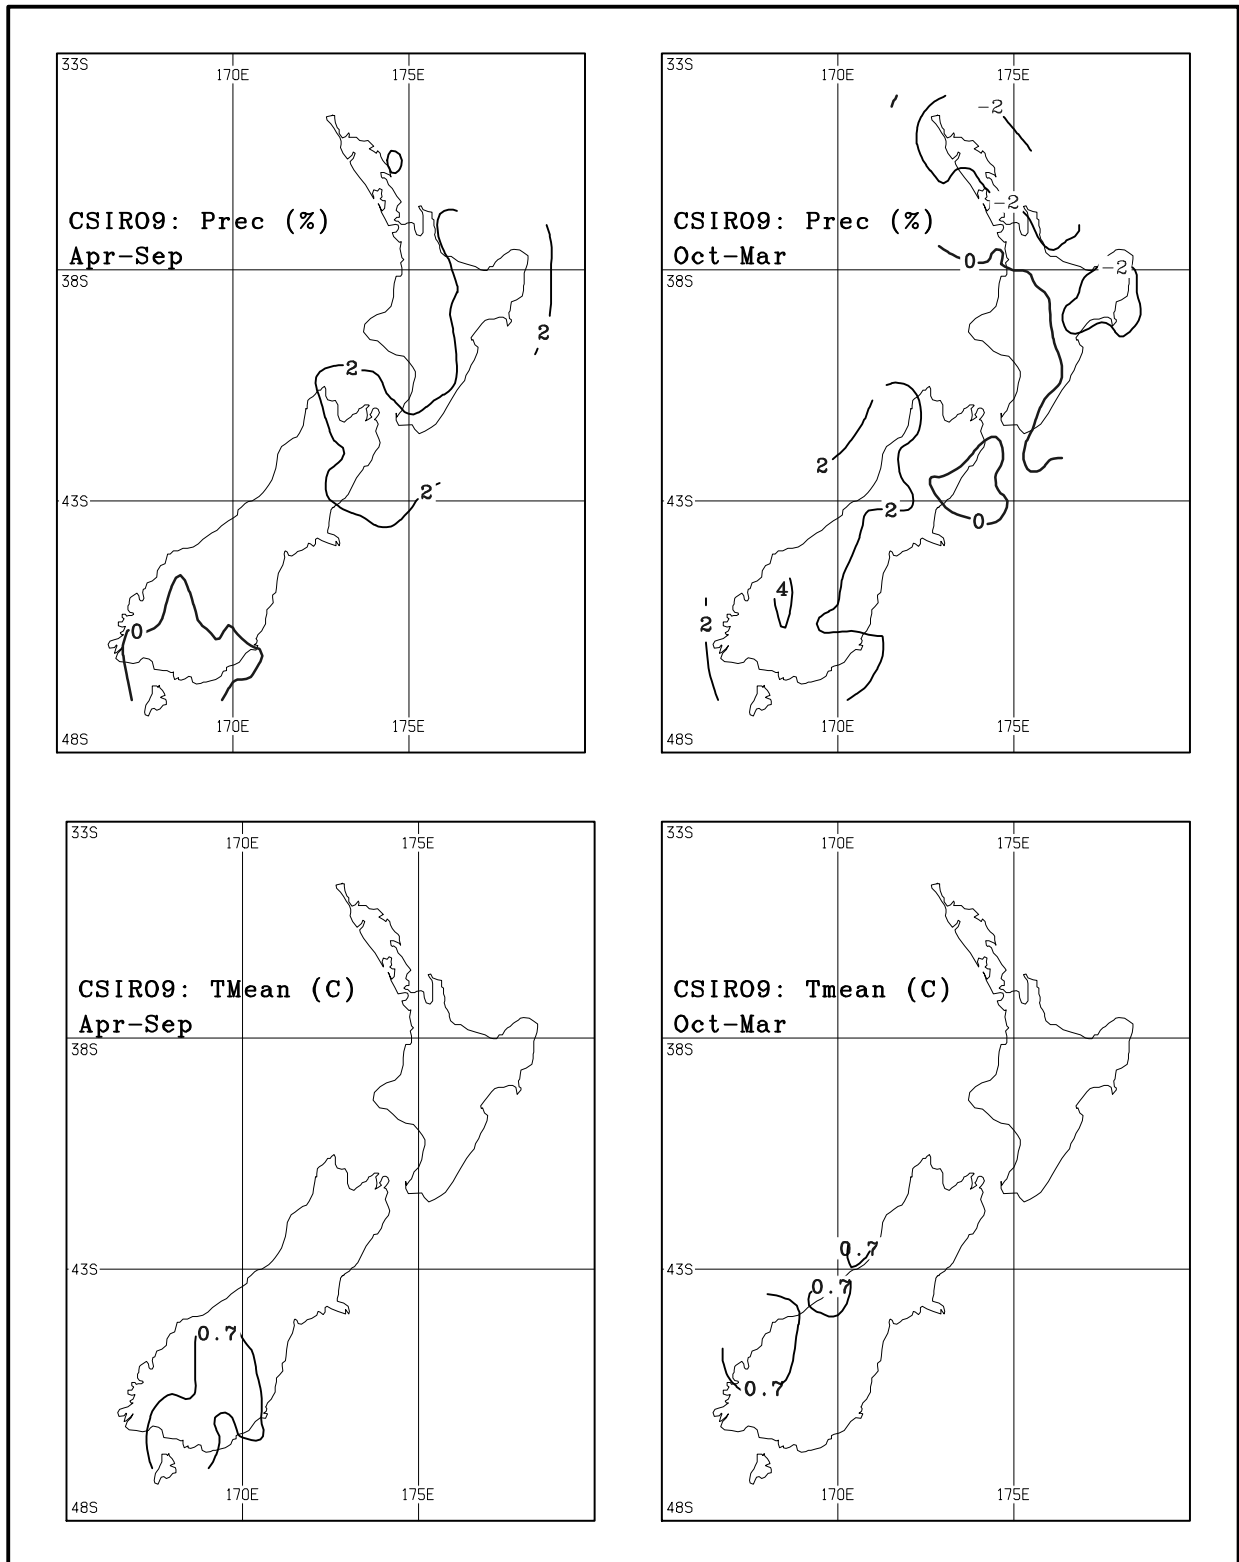 33S
170E
175E
CSIRO9: Prec (%)
Apr-Sep
0
38S
2
2
43S
2
0
170E
175E
48S
33S
170E
175E
-2
-2
CSIRO9: Prec (%)
Oct-Mar
0
-2
38S
2
43S
2
0
4
2
170E
175E
48S
33S
170E
175E
CSIRO9: TMean (C)
Apr-Sep
38S
43S
0.7
170E
175E
48S
33S
170E
175E
CSIRO9: Tmean (C)
Oct-Mar
38S
0.7
43S
0.7
0.7
170E
175E
48S